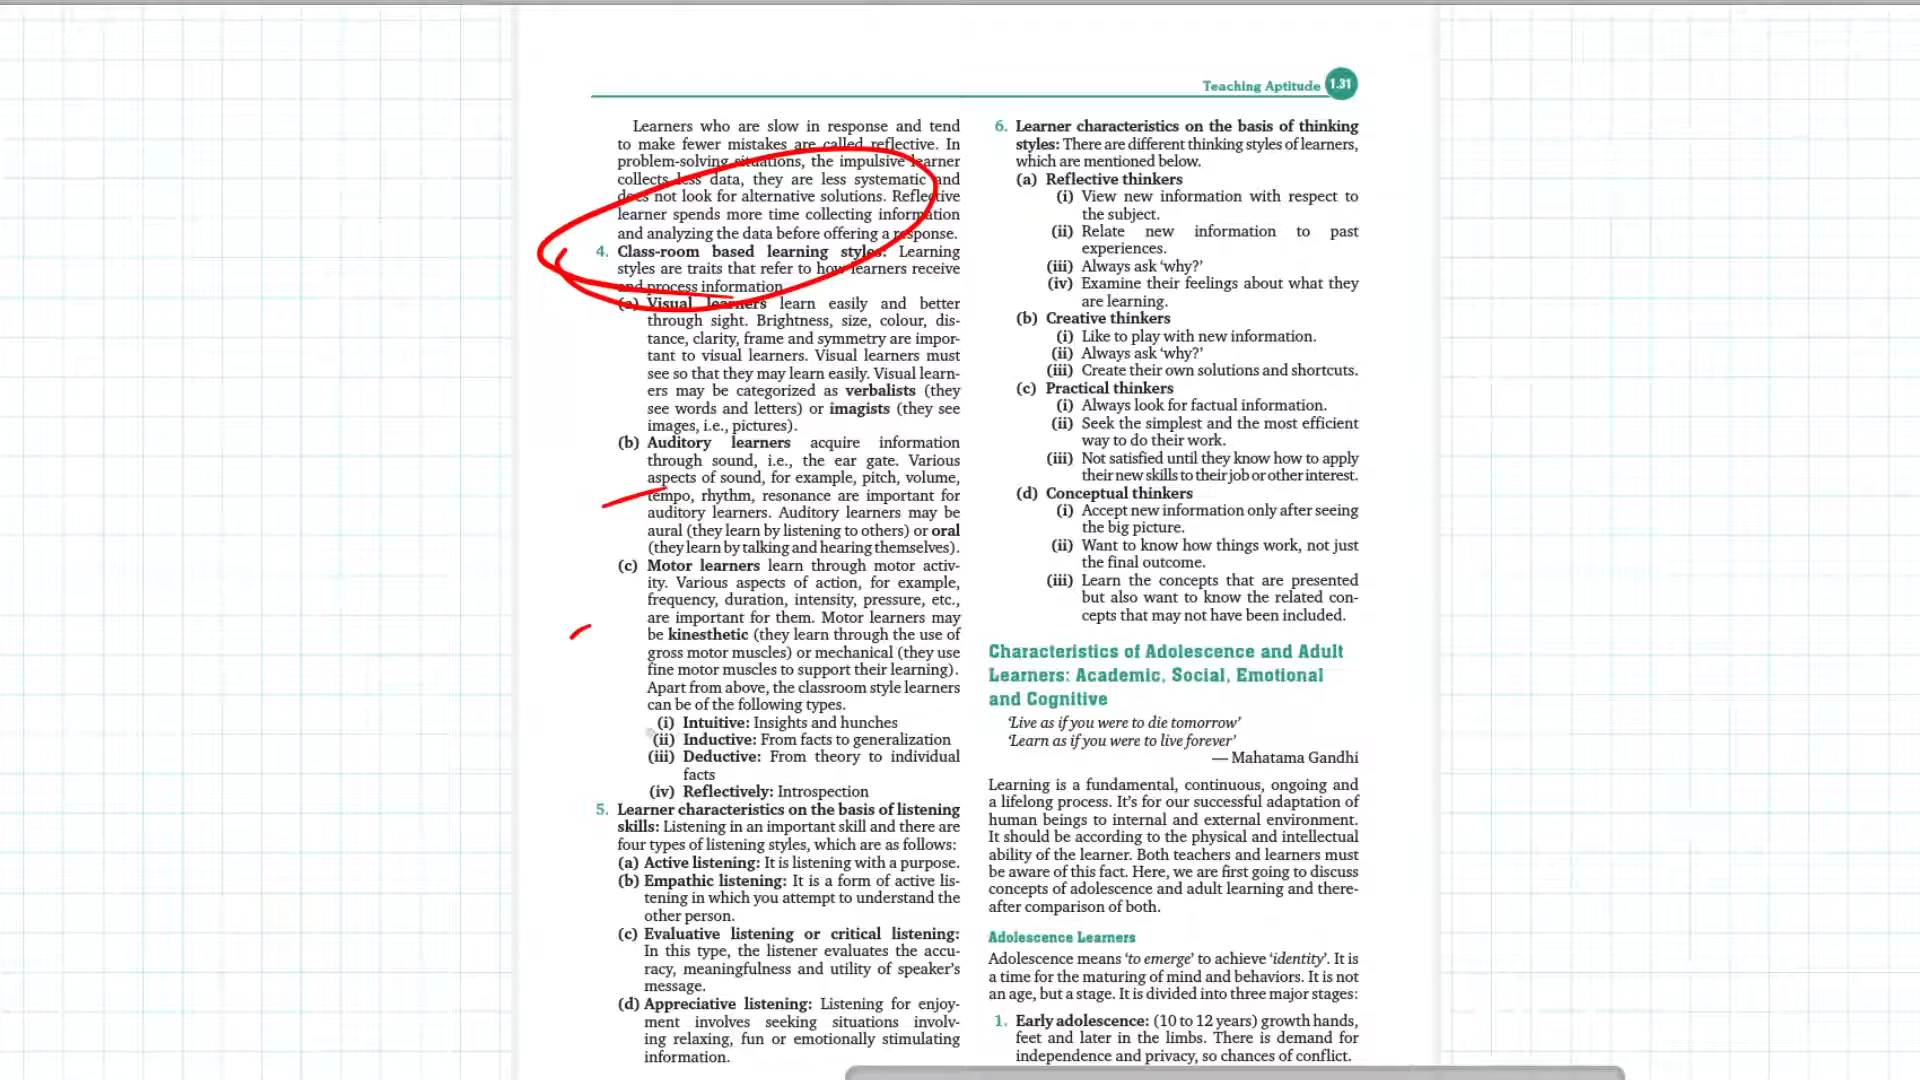 Teaching Aptitude 1.31
Learners who are slow in response and tend
to make fewer mistakes are called reflective. In
problem-solving situations, the impulsive learner
collects less data, they are less systematic and
does not look for alternative solutions. Reflective
learner spends more time collecting information
and analyzing the data before offering a response.
4. Class-room based learning styles: Learning
styles are traits that refer to how learners receive
and process information
(a) Visual learners learn easily and better
through sight. Brightness, size, colour, dis-
tance, clarity, frame and symmetry are impor-
tant to visual learners. Visual learners must
see so that they may learn easily. Visual learn-
ers may be categorized as verbalists (they
see words and letters) or imagists (they see
images, i.e., pictures).
(b) Auditory learners acquire information
through sound, i.e., the ear gate. Various
aspects of sound, for example, pitch, volume,
tempo, rhythm, resonance are important for
auditory learners. Auditory learners may be
aural (they learn by listening to others) or oral
(they learn by talking and hearing themselves).
(c) Motor learners learn through motor activ-
ity. Various aspects of action, for example,
frequency, duration, intensity, pressure, etc.,
are important for them. Motor learners may
be kinesthetic (they learn through the use of
gross motor muscles) or mechanical (they use
fine motor muscles to support their learning).
Apart from above, the classroom style learners
can be of the following types.
(i) Intuitive: Insights and hunches
(ii) Inductive: From facts to generalization
(iii) Deductive: From theory to individual
facts
(iv) Reflectively: Introspection
5. Learner characteristics on the basis of listening
skills: Listening in an important skill and there are
four types of listening styles, which are as follows:
(a) Active listening: It is listening with a purpose.
(b) Empathic listening: It is a form of active lis-
tening in which you attempt to understand the
other person.
(c) Evaluative listening or critical listening:
In this type, the listener evaluates the accu-
racy, meaningfulness and utility of speaker's
message.
(d) Appreciative listening: Listening for enjoy-
ment involves seeking situations involv-
ing relaxing, fun or emotionally stimulating
information.
6. Learner characteristics on the basis of thinking
styles: There are different thinking styles of learners,
which are mentioned below.
(a) Reflective thinkers
(i) View new information with respect to
the subject.
(ii) Relate new information to past
experiences.
(iii) Always ask 'why?'
(iv) Examine their feelings about what they
are learning.
(b) Creative thinkers
(i) Like to play with new information.
(ii) Always ask 'why?'
(iii) Create their own solutions and shortcuts.
(c) Practical thinkers
(i) Always look for factual information.
(ii) Seek the simplest and the most efficient
way to do their work.
(iii) Not satisfied until they know how to apply
their new skills to their job or other interest.
(d) Conceptual thinkers
(i) Accept new information only after seeing
the big picture.
(ii) Want to know how things work, not just
the final outcome.
(iii) Learn the concepts that are presented
but also want to know the related con-
cepts that may not have been included.
Characteristics of Adolescence and Adult
Learners: Academic, Social, Emotional
and Cognitive
'Live as if you were to die tomorrow'
'Learn as if you were to live forever'
— Mahatama Gandhi
Learning is a fundamental, continuous, ongoing and
a lifelong process. It's for our successful adaptation of
human beings to internal and external environment.
It should be according to the physical and intellectual
ability of the learner. Both teachers and learners must
be aware of this fact. Here, we are first going to discuss
concepts of adolescence and adult learning and there-
after comparison of both.
Adolescence Learners
Adolescence means 'to emerge' to achieve 'identity'. It is
a time for the maturing of mind and behaviors. It is not
an age, but a stage. It is divided into three major stages:
1. Early adolescence: (10 to 12 years) growth hands,
feet and later in the limbs. There is demand for
independence and privacy, so chances of conflict.